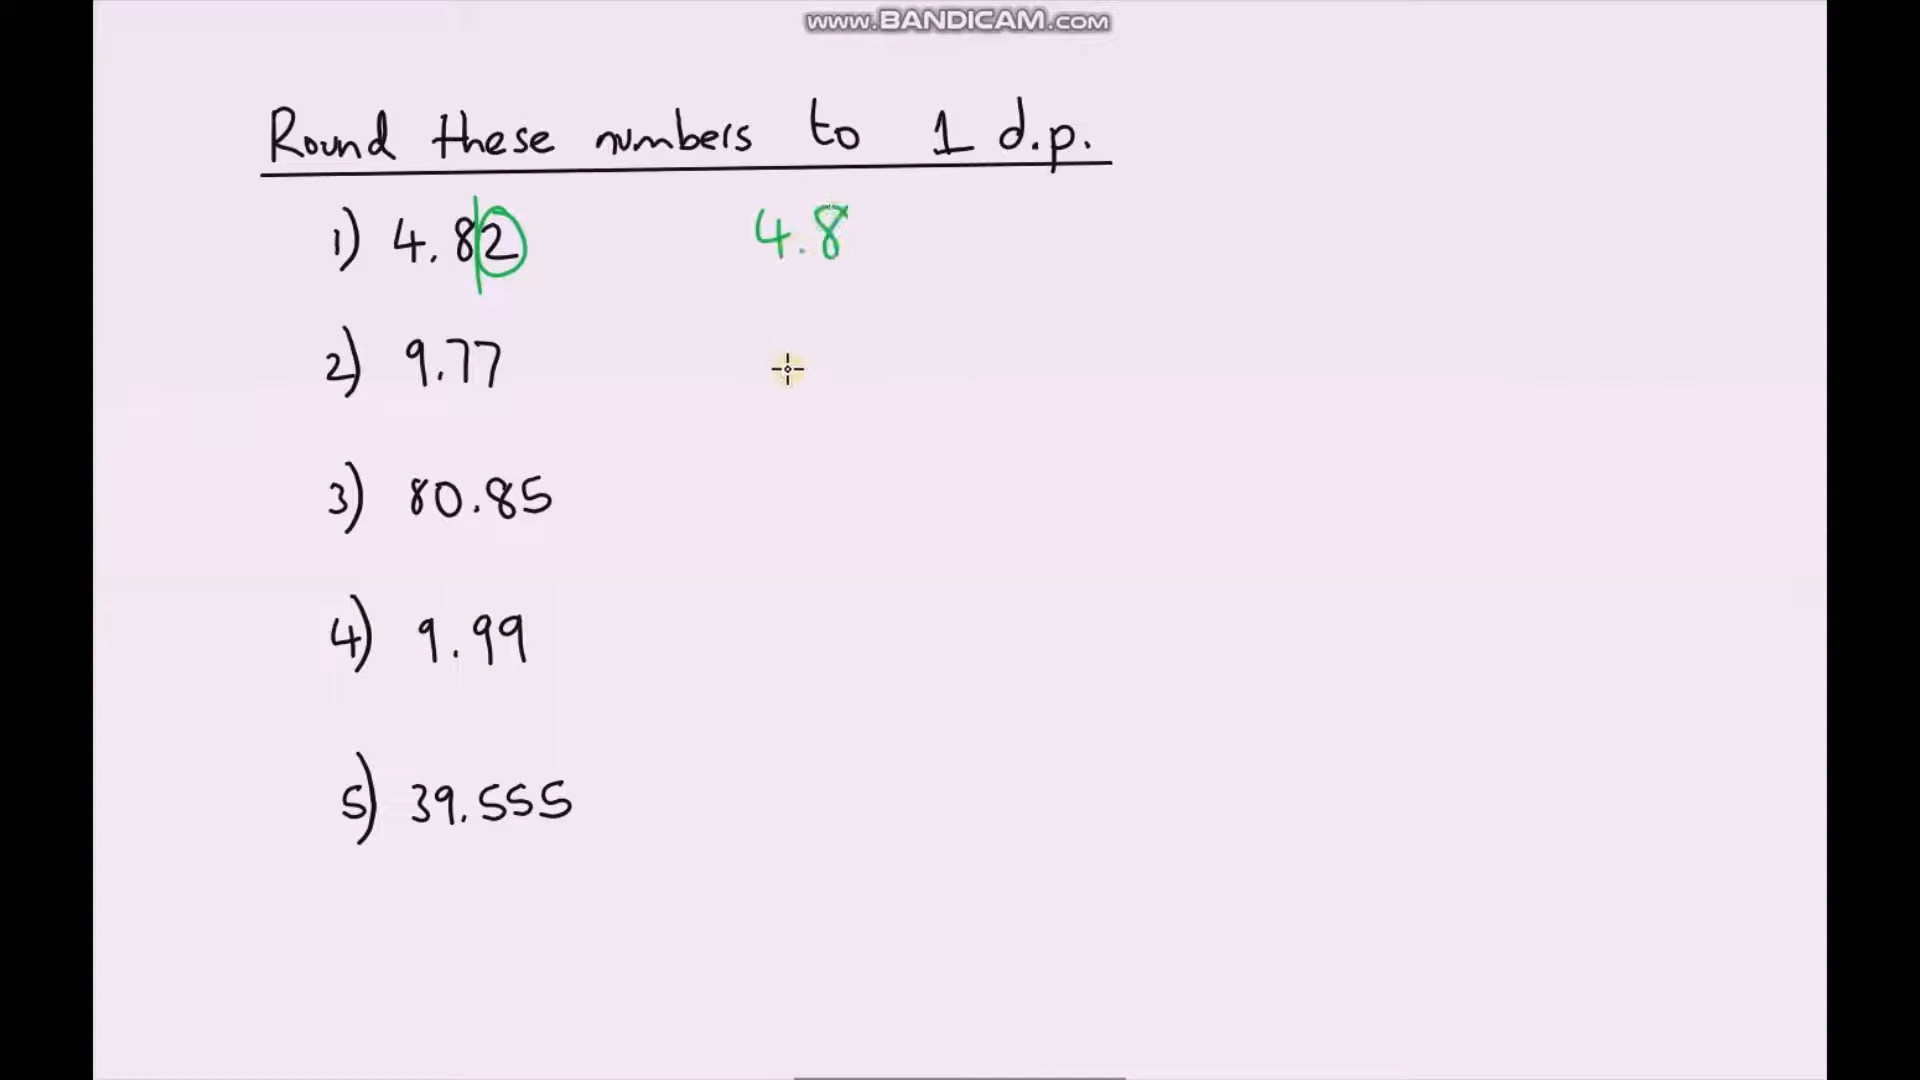 www.BANDICAM.com
Round these numbers to 1 d.p.
1) 4.82 4.8
2) 9.77
3) 80.85
4) 9.99
5) 39.555